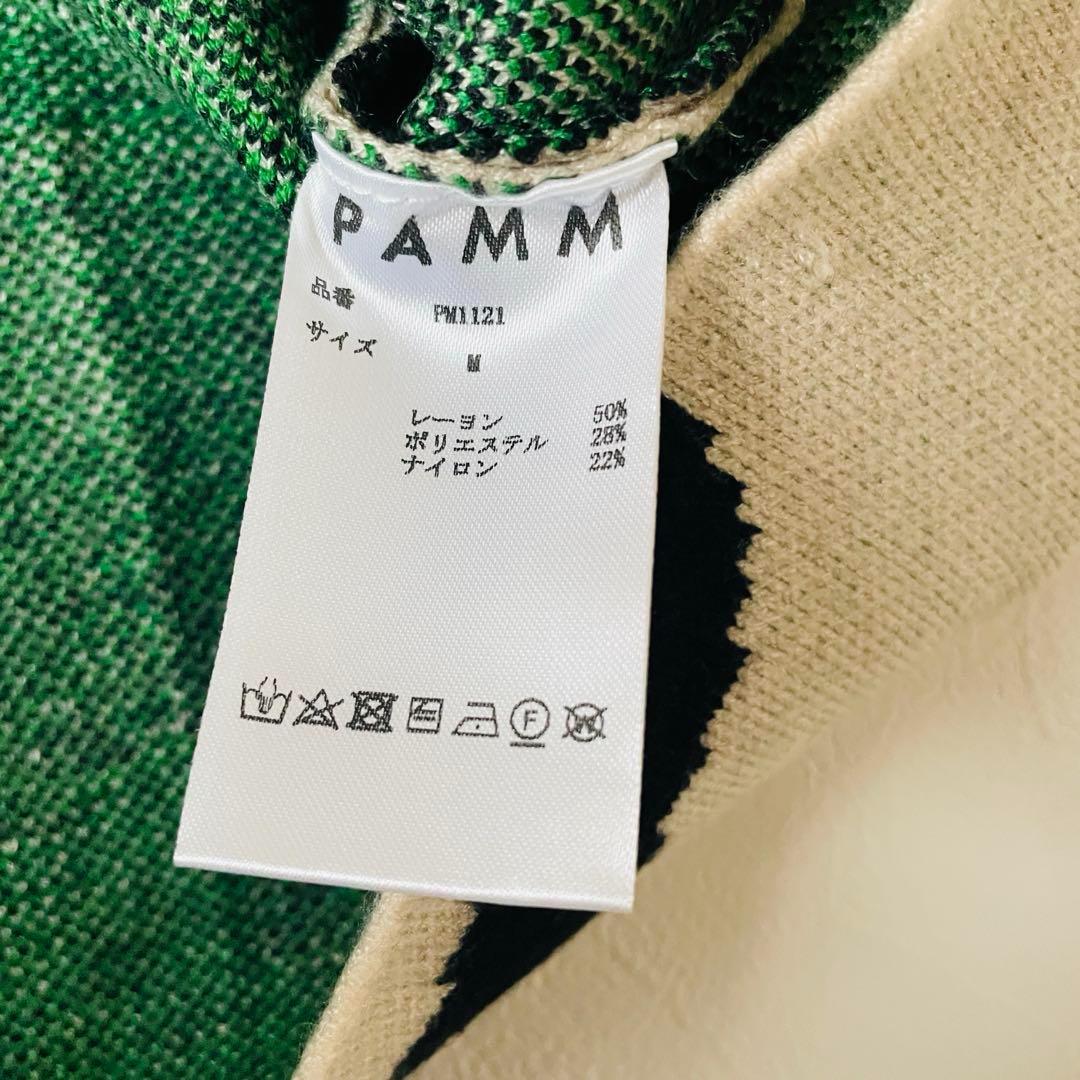 PAMM
品番 PM1121
サイズ M
レーヨン 50%
ポリエステル 28%
ナイロン 22%
F W